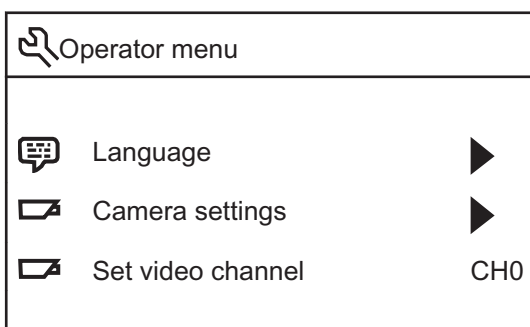 Operator menu
Language
Camera settings
Set video channel CH0